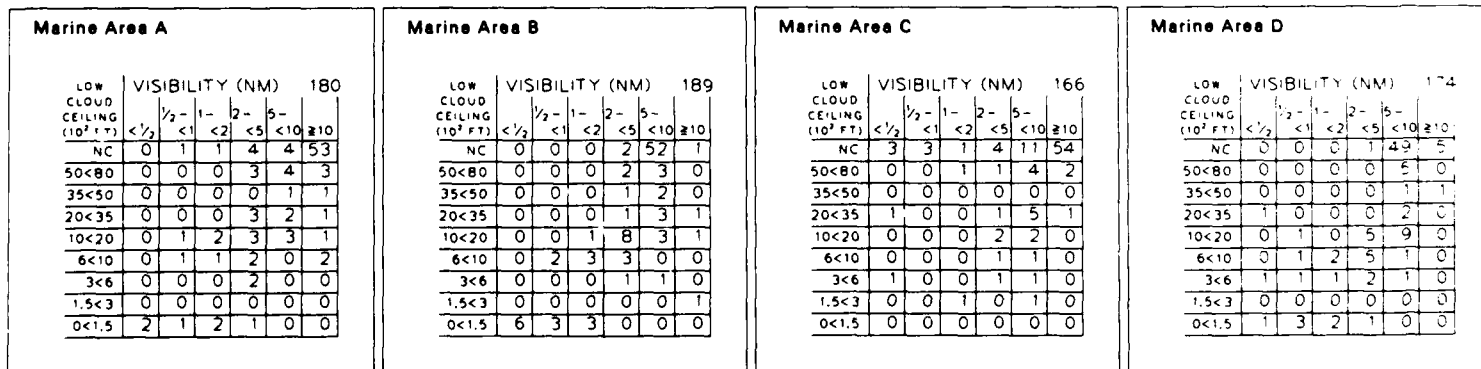 Marine Area A
LOW CLOUD CEILING (10² FT) VISIBILITY (NM) 180
<½ ½-<1 1-<2 2-<5 5-<10 ≥10
NC 0 1 1 4 4 53
50<80 0 0 0 3 4 3
35<50 0 0 0 0 1 1
20<35 0 0 0 3 2 1
10<20 0 1 2 3 3 1
6<10 0 1 1 2 0 2
3<6 0 0 0 2 0 0
1.5<3 0 0 0 0 0 0
0<1.5 2 1 2 1 0 0
Marine Area B
LOW CLOUD CEILING (10² FT) VISIBILITY (NM) 189
<½ ½-<1 1-<2 2-<5 5-<10 ≥10
NC 0 0 0 2 52 1
50<80 0 0 0 2 3 0
35<50 0 0 0 1 2 0
20<35 0 0 0 1 3 1
10<20 0 0 1 8 3 1
6<10 0 2 3 3 0 0
3<6 0 0 0 1 1 0
1.5<3 0 0 0 0 0 1
0<1.5 6 3 3 0 0 0
Marine Area C
LOW CLOUD CEILING (10² FT) VISIBILITY (NM) 166
<½ ½-<1 1-<2 2-<5 5-<10 ≥10
NC 3 3 1 4 11 54
50<80 0 0 1 1 4 2
35<50 0 0 0 0 0 0
20<35 1 0 0 1 5 1
10<20 0 0 0 2 2 0
6<10 0 0 0 1 1 0
3<6 1 0 0 1 1 0
1.5<3 0 0 1 0 1 0
0<1.5 0 0 0 0 0 0
Marine Area D
LOW CLOUD CEILING (10² FT) VISIBILITY (NM) 174
<½ ½-<1 1-<2 2-<5 5-<10 ≥10
NC 0 0 0 1 49 5
50<80 0 0 0 0 5 0
35<50 0 0 0 0 1 1
20<35 1 0 0 0 2 0
10<20 0 1 0 5 9 0
6<10 0 1 2 5 1 0
3<6 1 1 1 2 1 0
1.5<3 0 0 0 0 0 0
0<1.5 1 3 2 1 0 0